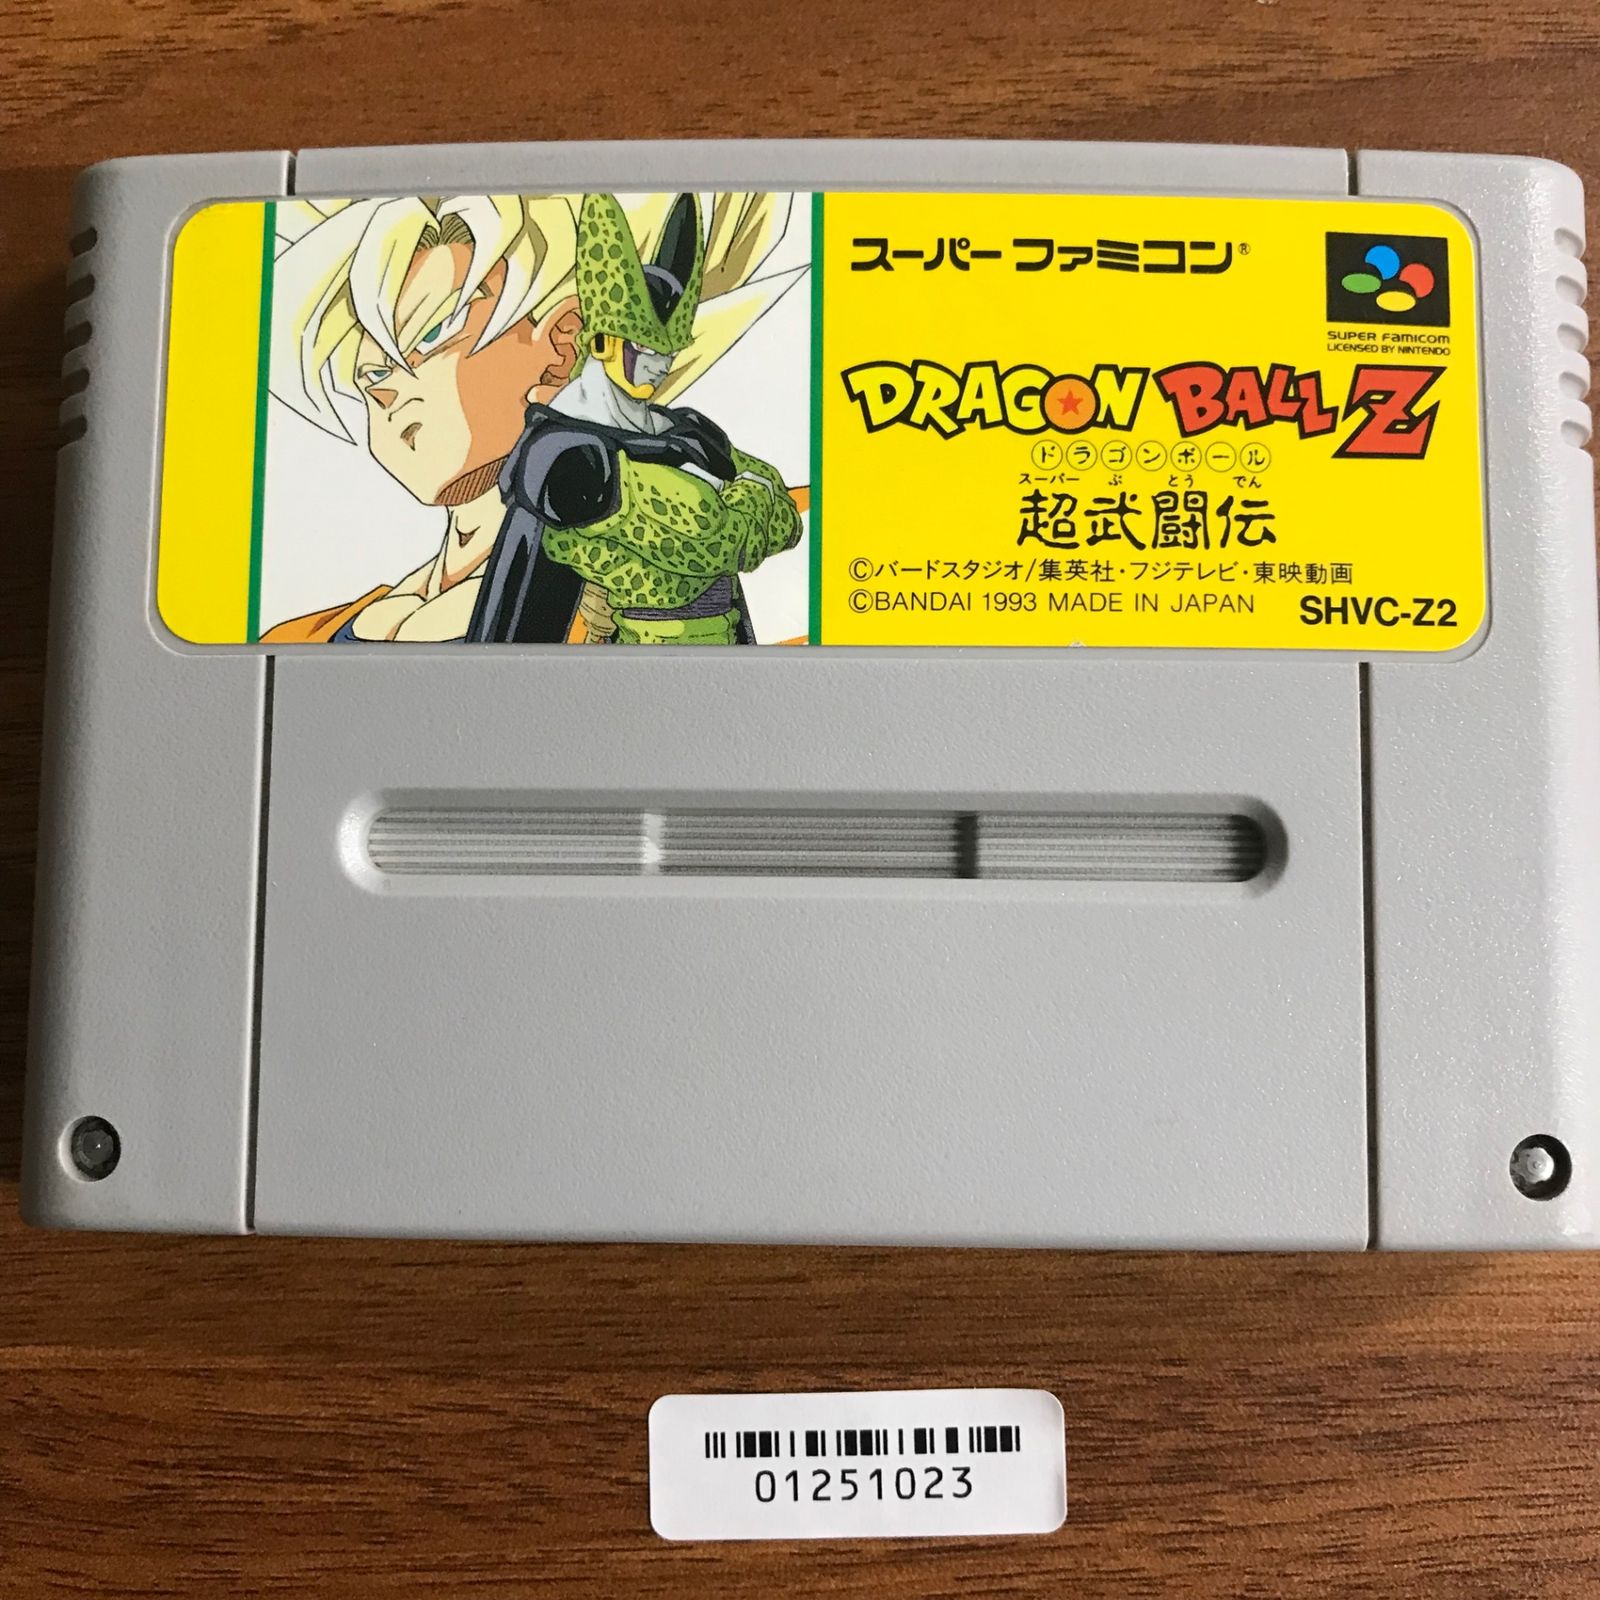 スーパーファミコン®
SUPER FAMICOM
LICENSED BY NINTENDO
DRAGON BALL Z
ドラゴンボール
スーパー ぶ とう でん
超武闘伝
©バードスタジオ/集英社・フジテレビ・東映動画
©BANDAI 1993 MADE IN JAPAN
SHVC-Z2
01251023